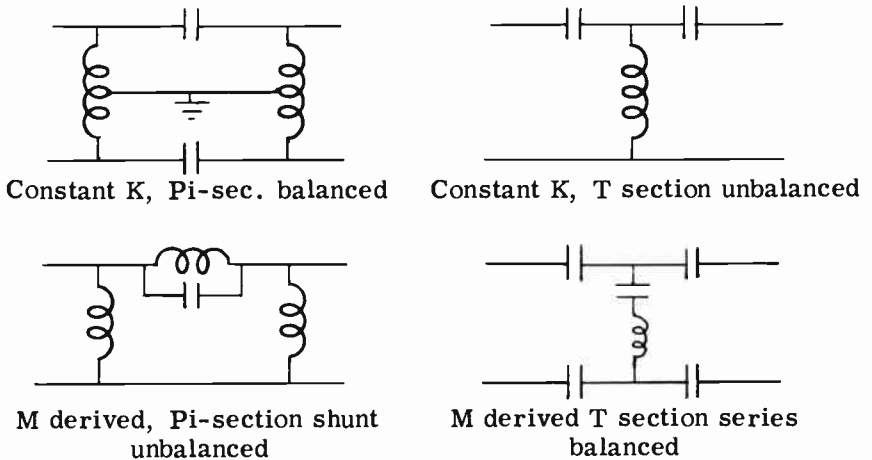 Constant K, Pi-sec. balanced
Constant K, T section unbalanced
M derived, Pi-section shunt
unbalanced
M derived T section series
balanced